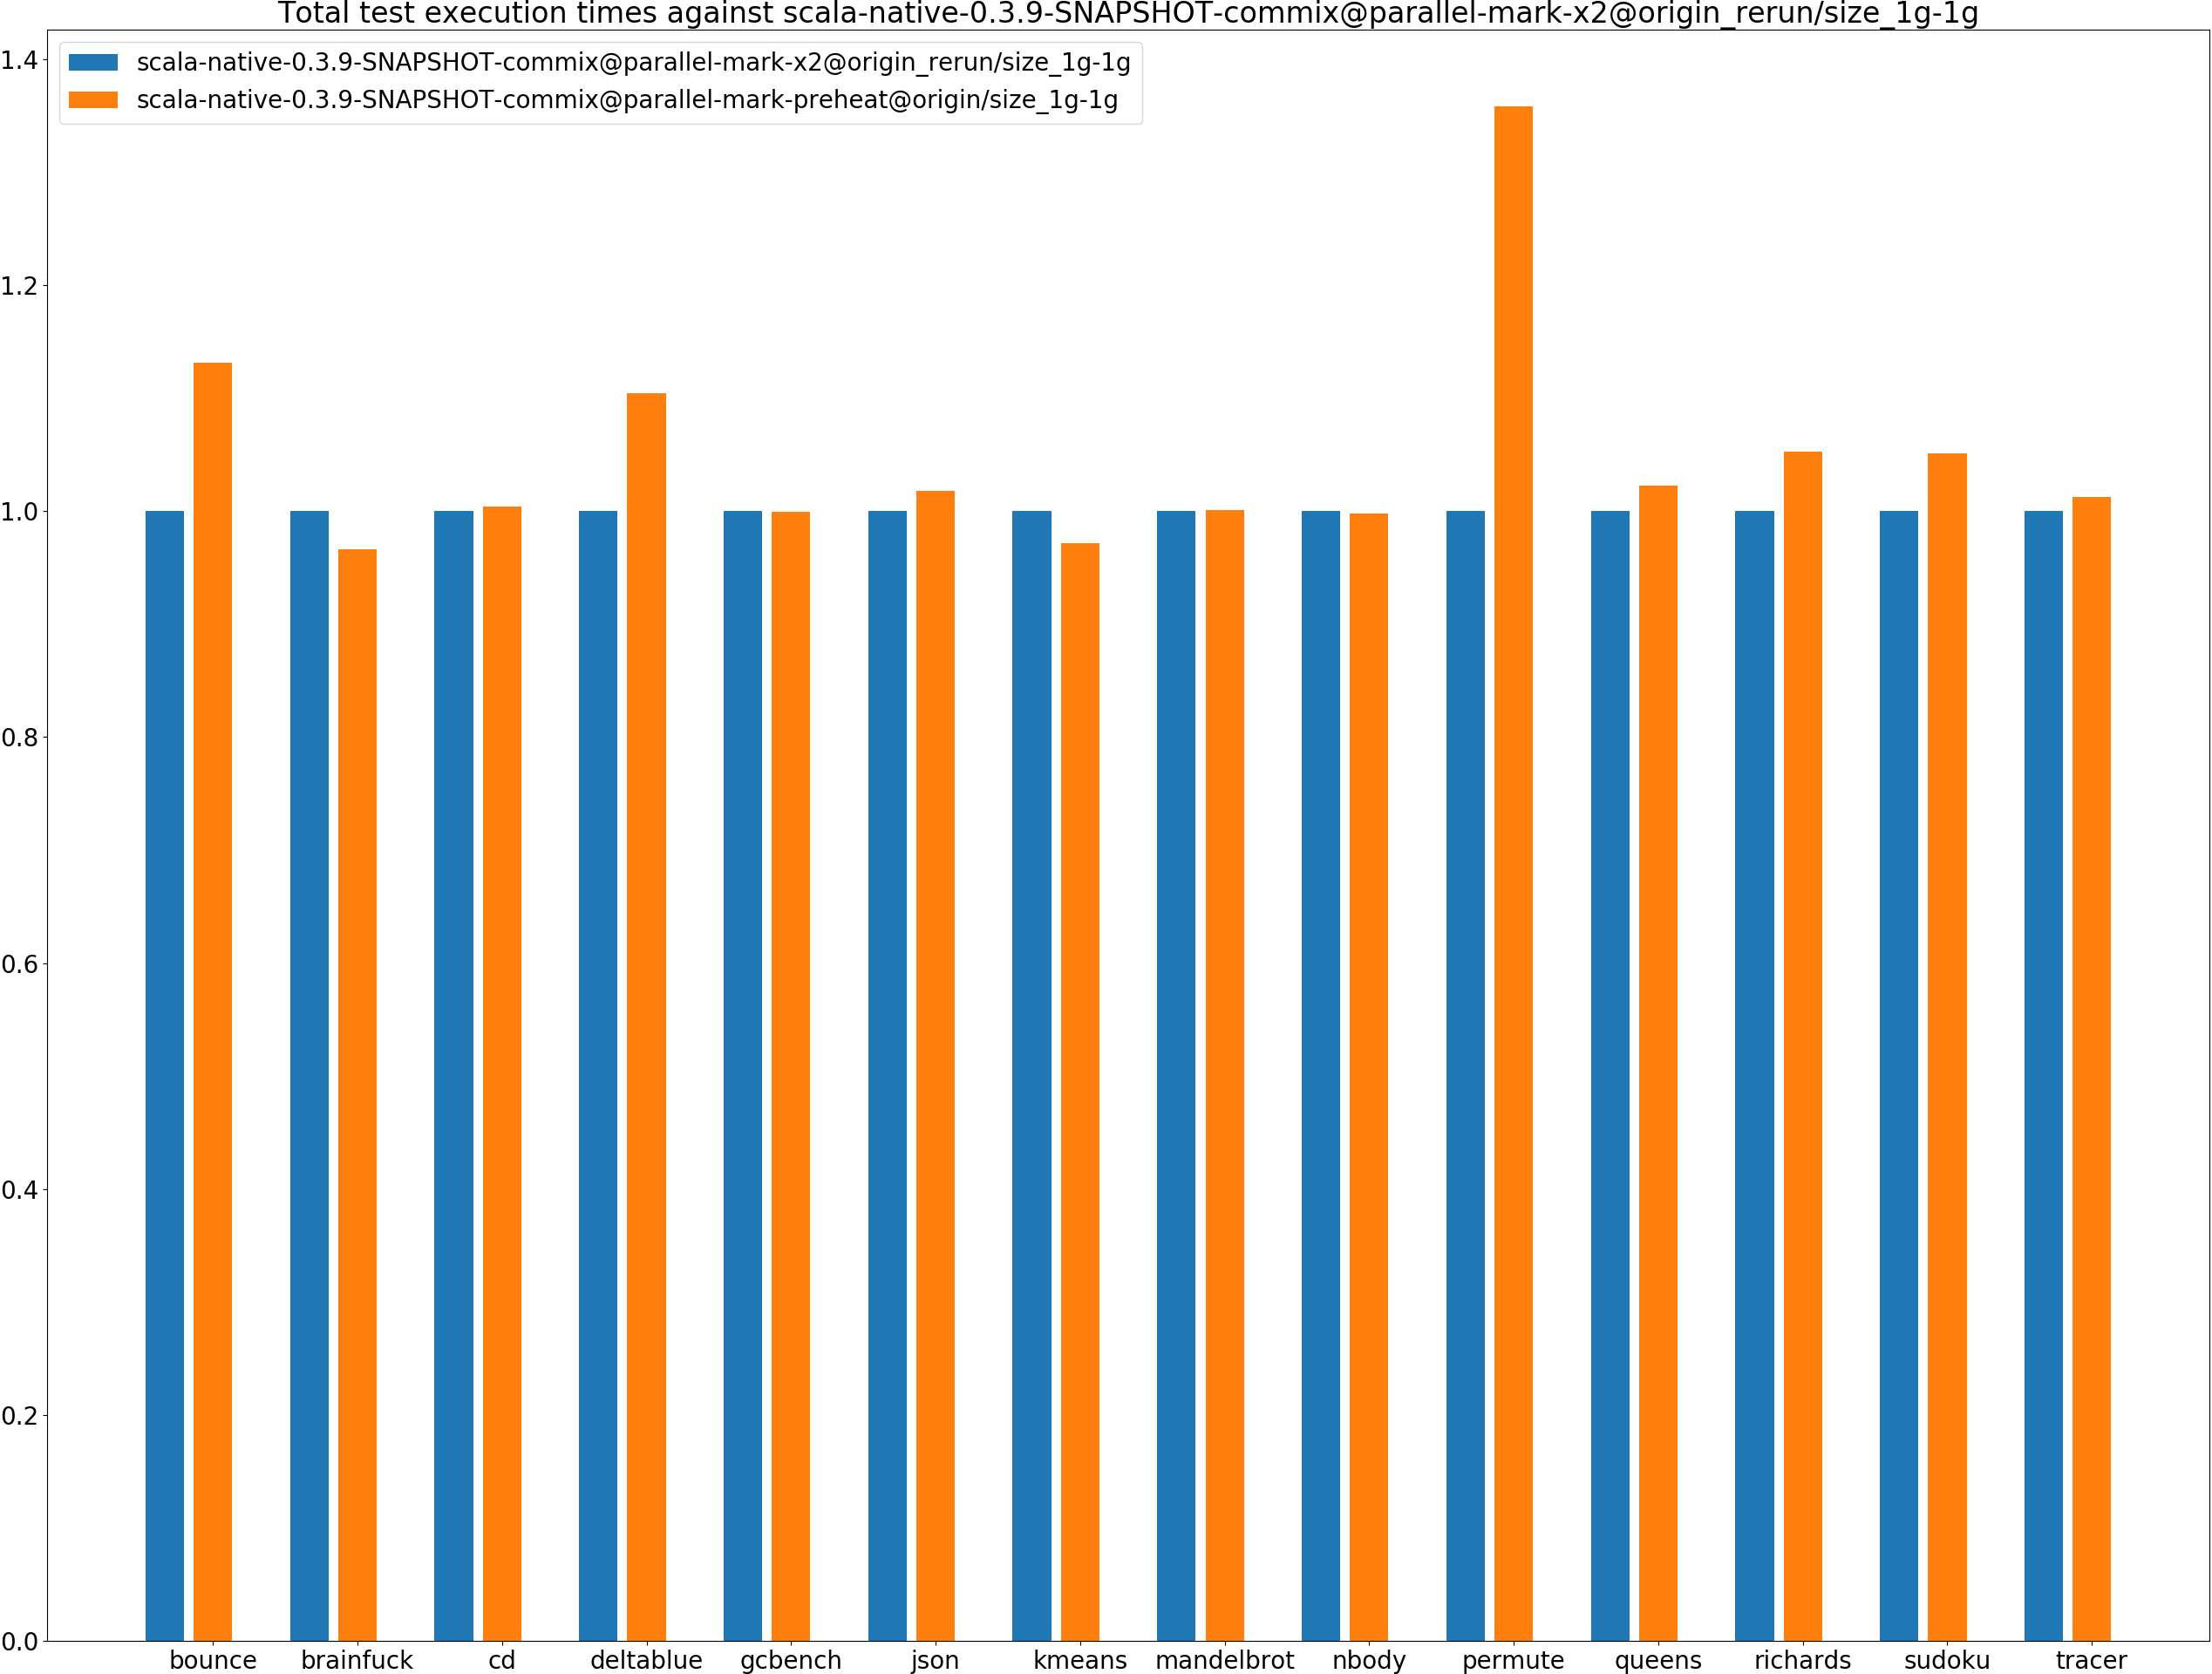 Total test execution times against scala-native-0.3.9-SNAPSHOT-commix@parallel-mark-x2@origin_rerun/size_1g-1g
scala-native-0.3.9-SNAPSHOT-commix@parallel-mark-x2@origin_rerun/size_1g-1g
scala-native-0.3.9-SNAPSHOT-commix@parallel-mark-preheat@origin/size_1g-1g
1.4
1.2
1.0
0.8
0.6
0.4
0.2
0.0
bounce brainfuck cd deltablue gcbench json kmeans mandelbrot nbody permute queens richards sudoku tracer